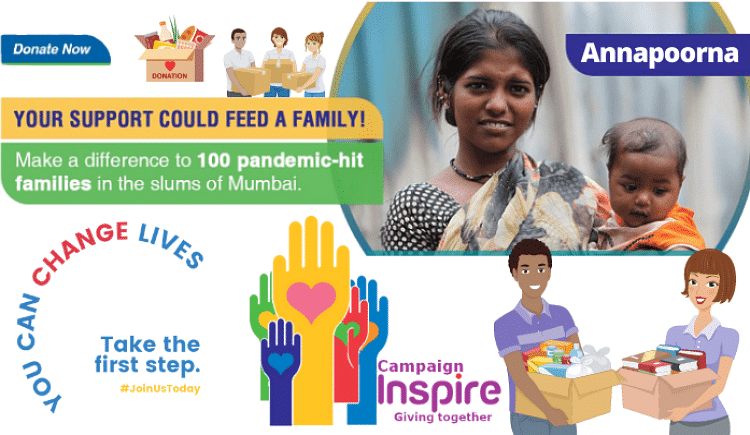 Donate Now
DONATION
Annapoorna
YOUR SUPPORT COULD FEED A FAMILY!
Make a difference to 100 pandemic-hit
families in the slums of Mumbai.
YOU CAN CHANGE LIVES
Take the
first step.
#JoinUsToday
Campaign
Inspire
Giving together